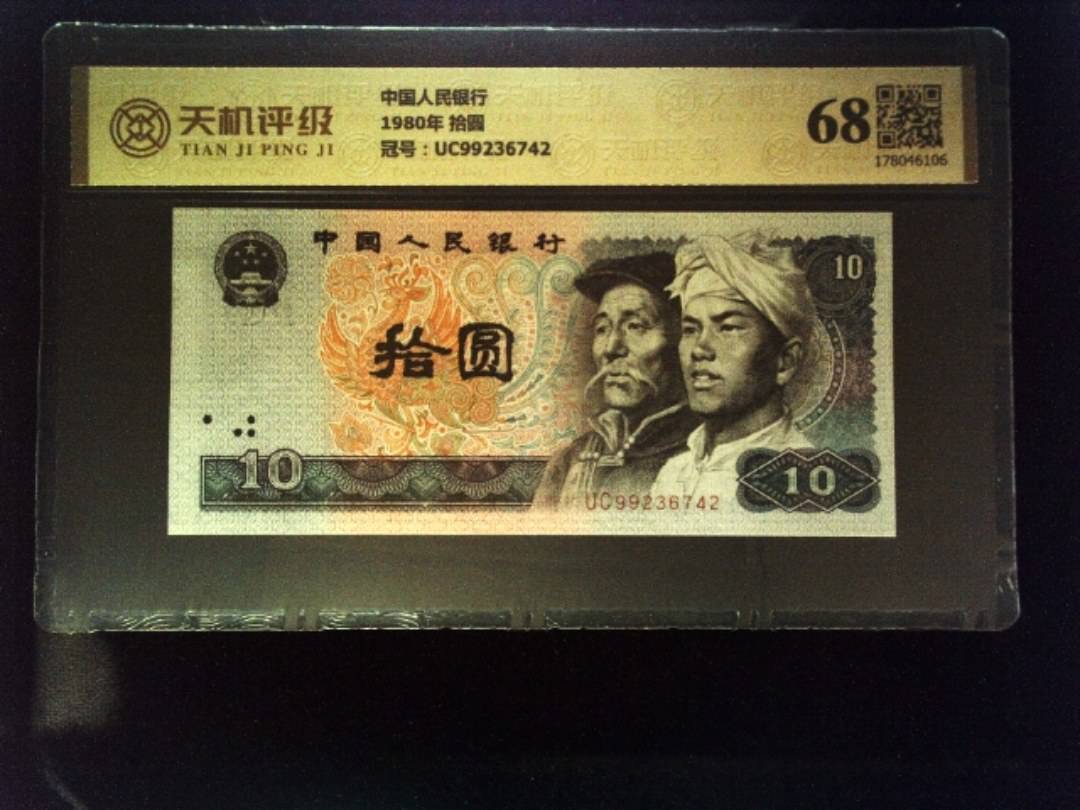 天机评级
TIAN JI PING JI
中国人民银行
1980年 拾圆
冠号：UC99236742
68
178046106
中国人民银行
10
拾圆
10
UC99236742
10